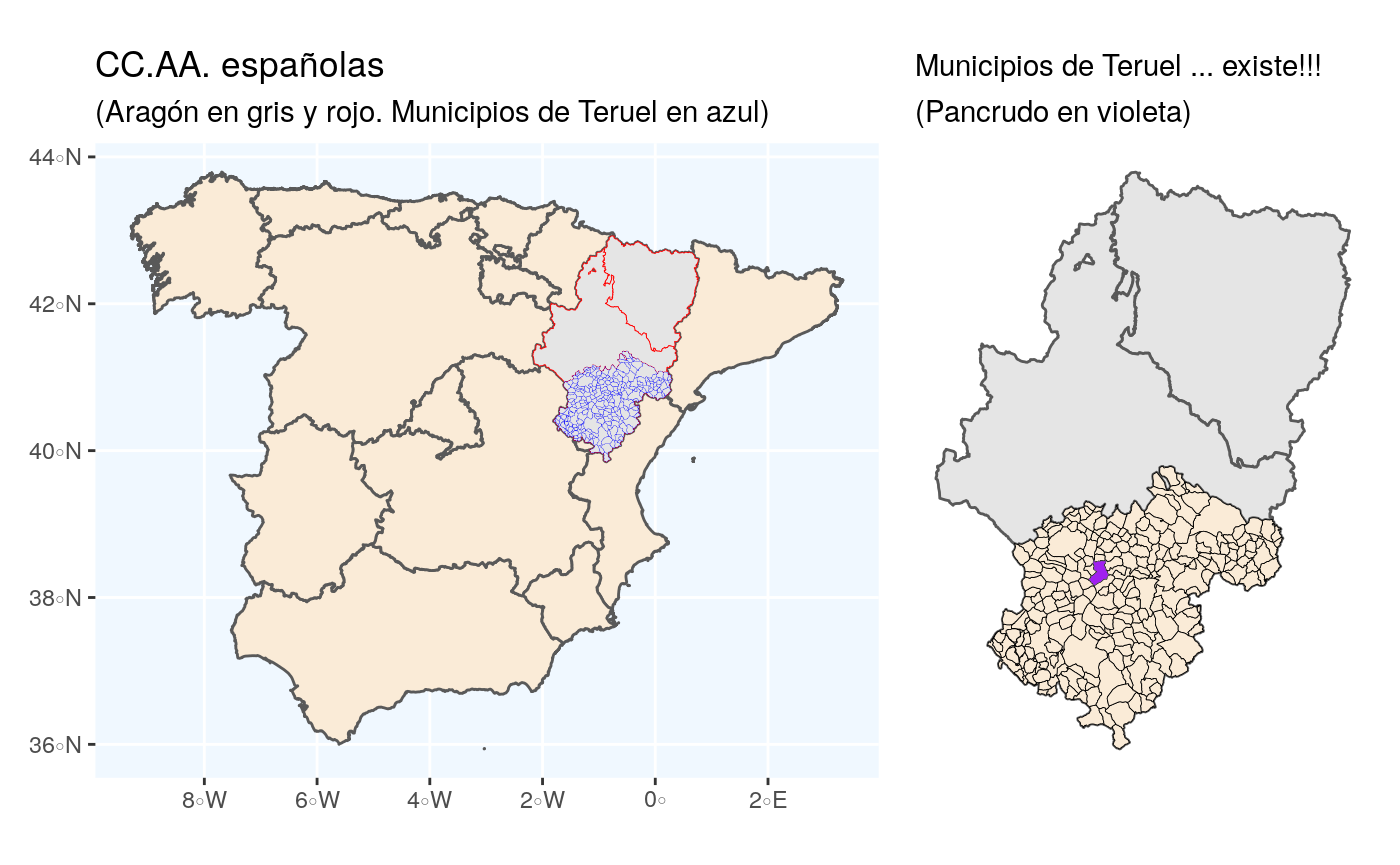 CC.AA. españolas
(Aragón en gris y rojo. Municipios de Teruel en azul)
44°N
42°N
40°N
38°N
36°N
8°W 6°W 4°W 2°W 0° 2°E
Municipios de Teruel ... existe!!!
(Pancrudo en violeta)